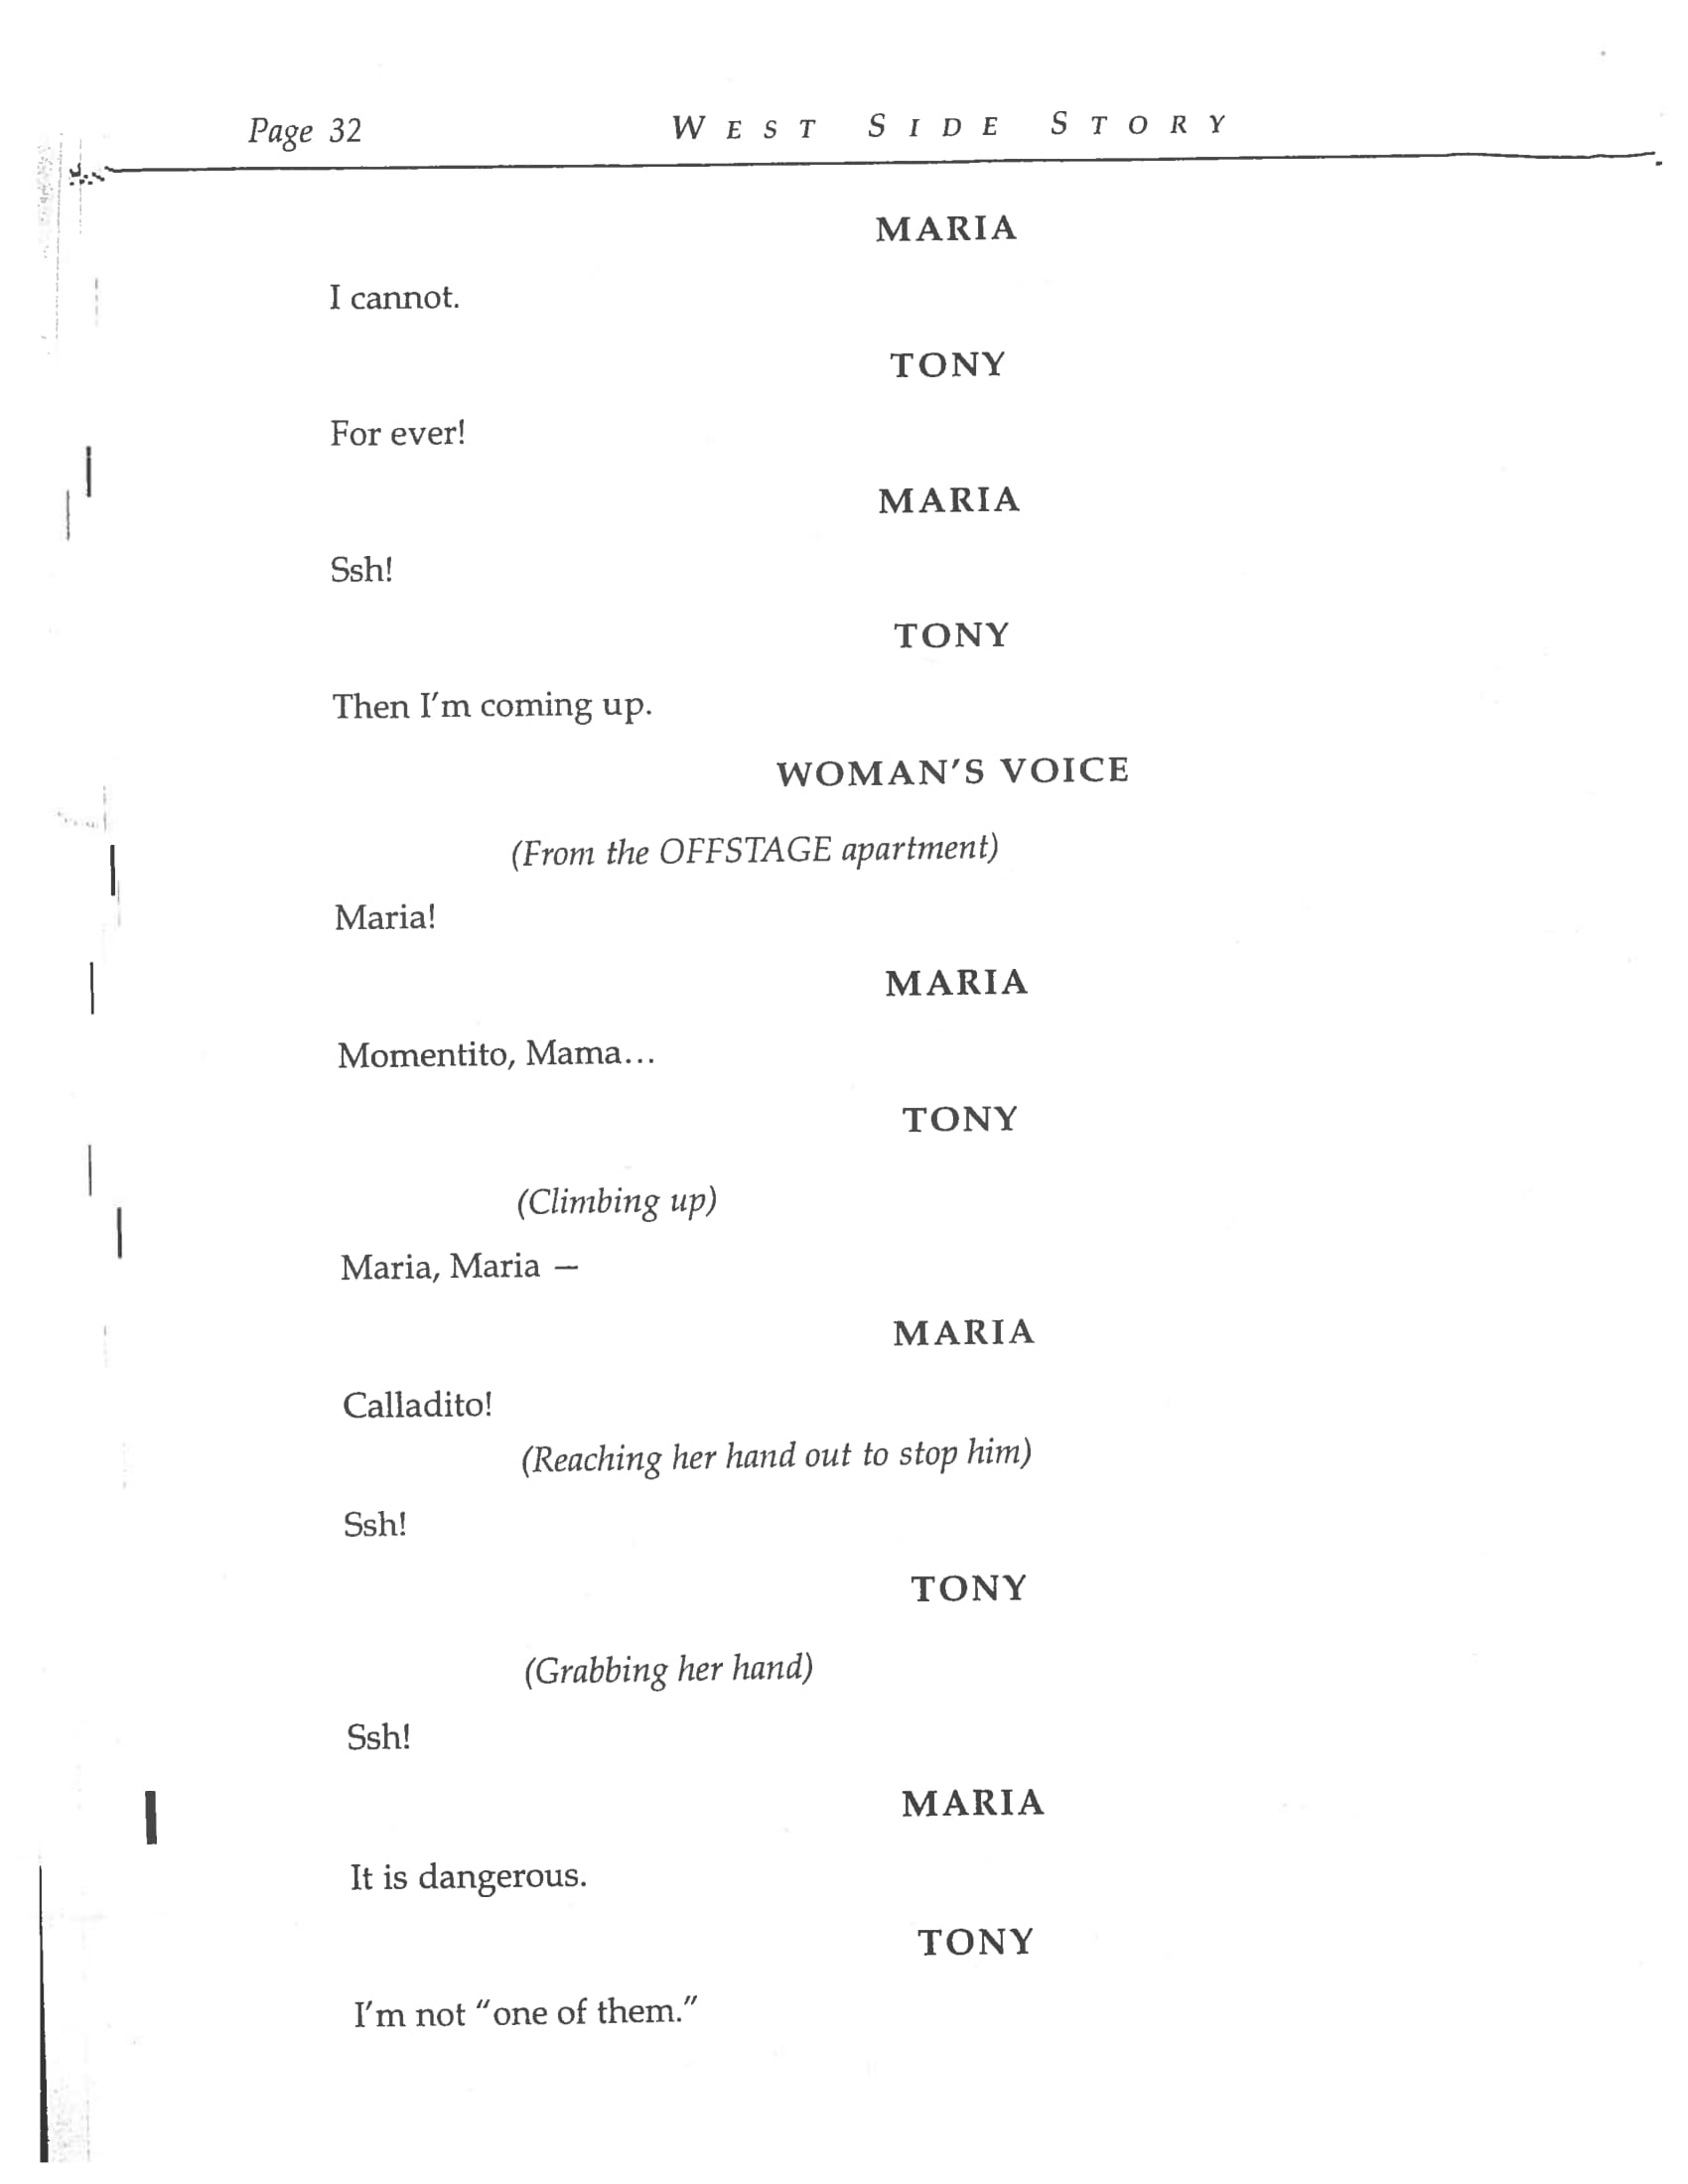 Page 32 WEST SIDE STORY
MARIA
I cannot.
TONY
For ever!
MARIA
Ssh!
TONY
Then I'm coming up.
WOMAN'S VOICE
(From the OFFSTAGE apartment)
Maria!
MARIA
Momentito, Mama...
TONY
(Climbing up)
Maria, Maria —
MARIA
Calladito!
(Reaching her hand out to stop him)
Ssh!
TONY
(Grabbing her hand)
Ssh!
MARIA
It is dangerous.
TONY
I'm not "one of them."